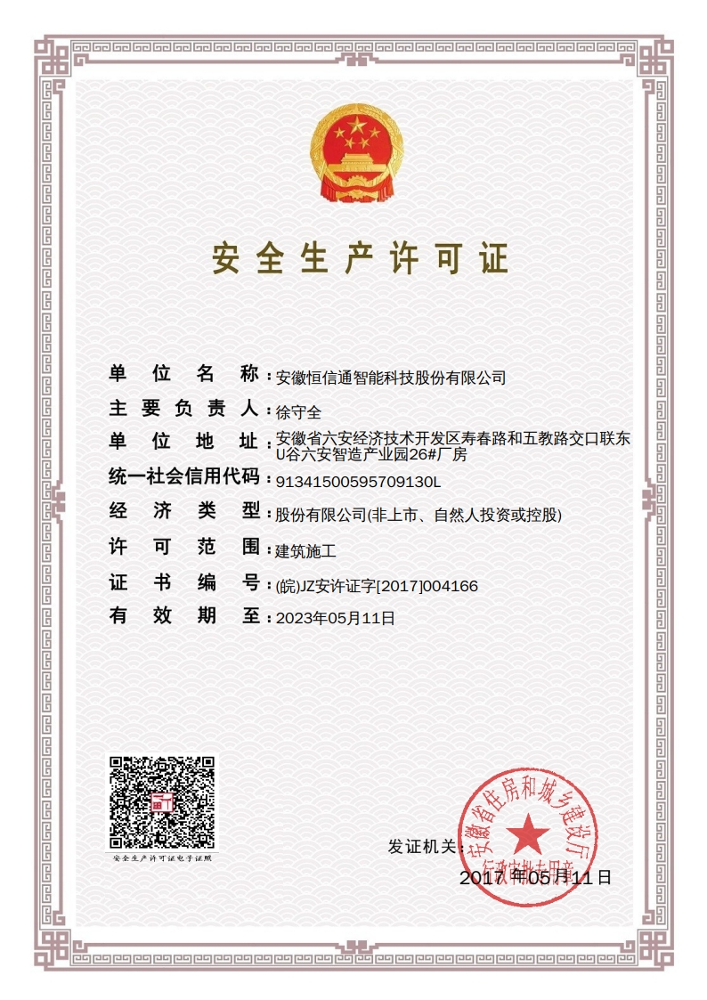 安全生产许可证
单位名称：安徽恒信通智能科技股份有限公司
主要负责人：徐守全
单位地址：安徽省六安经济技术开发区寿春路和五教路交口联东
U谷六安智造产业园26#厂房
统一社会信用代码：91341500595709130L
经济类型：股份有限公司(非上市、自然人投资或控股)
许可范围：建筑施工
证书编号：(皖)JZ安许证字[2017]004166
有效期至：2023年05月11日
安全生产许可证电子证照
发证机关：
安徽省住房和城乡建设厅
行政审批专用章
2017 年05月11日